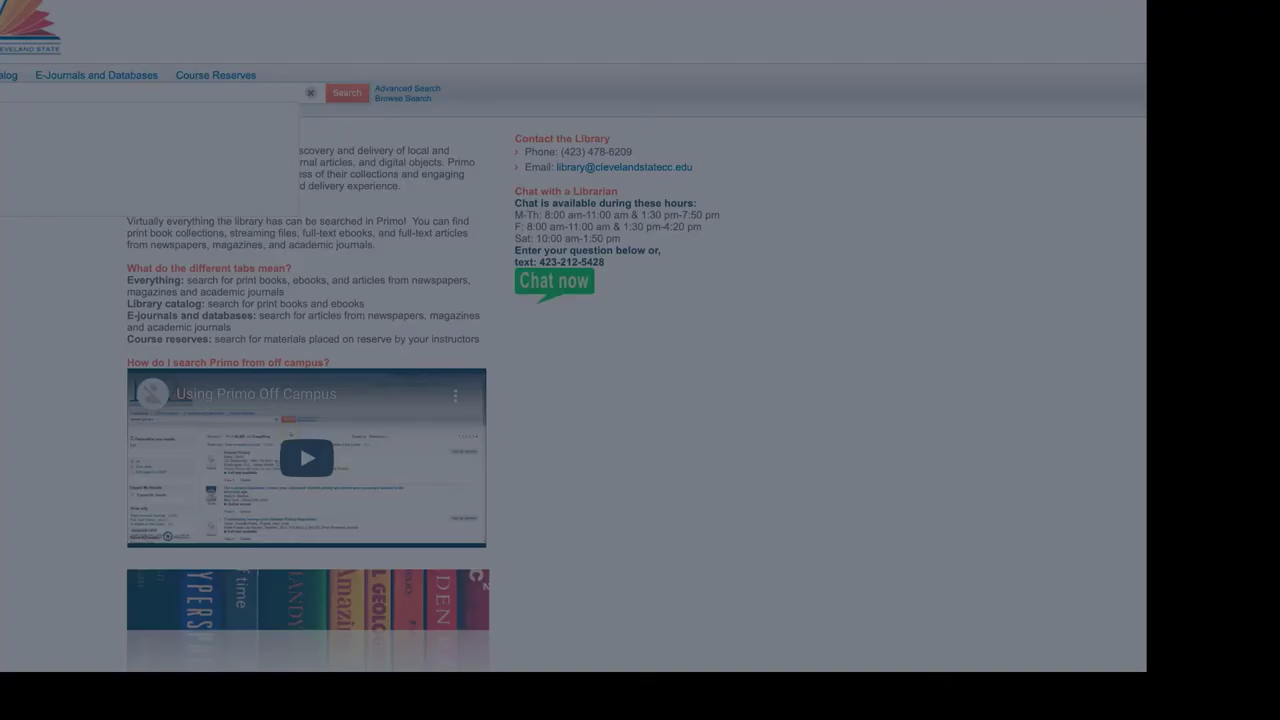 EVELAND STATE
alog E-Journals and Databases Course Reserves
Search
Advanced Search
Browse Search
scovery and delivery of local and
rnal articles, and digital objects. Primo
ess of their collections and engaging
d delivery experience.
Virtually everything the library has can be searched in Primo! You can find
print book collections, streaming files, full-text ebooks, and full-text articles
from newspapers, magazines, and academic journals.
What do the different tabs mean?
Everything: search for print books, ebooks, and articles from newspapers,
magazines and academic journals
Library catalog: search for print books and ebooks
E-journals and databases: search for articles from newspapers, magazines
and academic journals
Course reserves: search for materials placed on reserve by your instructors
How do I search Primo from off campus?
Using Primo Off Campus
YPERS
f time
HANDY
Amazi
L GEOLO
DEN
C²
Contact the Library
Phone: (423) 478-6209
Email: library@clevelandstatecc.edu
Chat with a Librarian
Chat is available during these hours:
M-Th: 8:00 am-11:00 am & 1:30 pm-7:50 pm
F: 8:00 am-11:00 am & 1:30 pm-4:20 pm
Sat: 10:00 am-1:50 pm
Enter your question below or,
text: 423-212-5428
Chat now